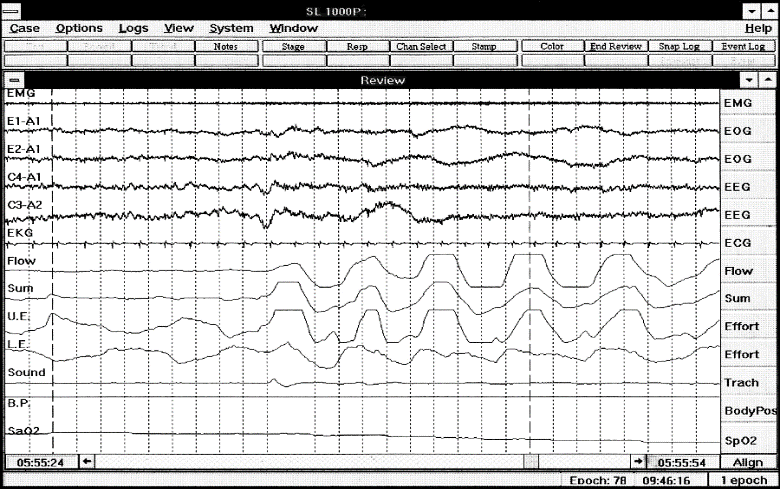 SL 1000P:
Case Options Logs View System Window Help
Notes Stage Resp Chan Select Stamp Color End Review Snap Log Event Log
Review
EMG EMG
E1-A1 EOG
E2-A1 EOG
C4-A1 EEG
C3-A2 EEG
EKG ECG
Flow Flow
Sum Sum
U.E. Effort
L.E. Effort
Sound Trach
B.P. BodyPos
SaO2 SpO2
05:55:24 05:55:54 Align
Epoch: 78 09:46:16 1 epoch